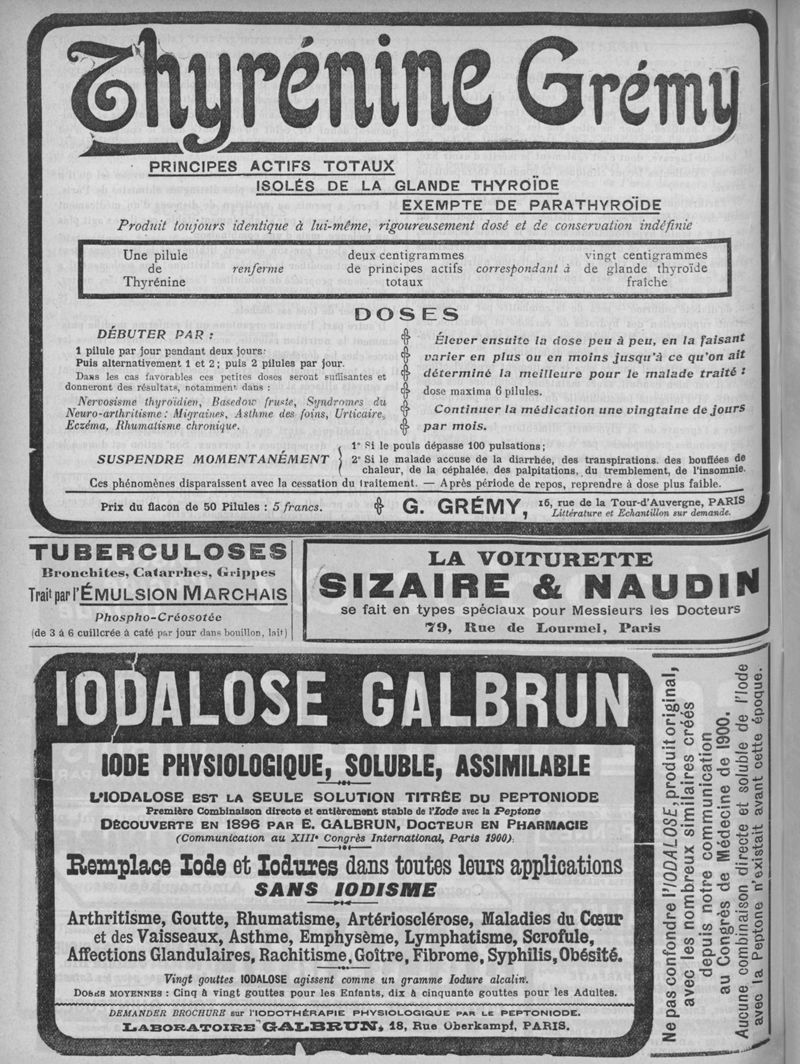 Thyrénine Grémy
PRINCIPES ACTIFS TOTAUX
ISOLÉS DE LA GLANDE THYROÏDE
EXEMPTE DE PARATHYROÏDE
Produit toujours identique à lui-même, rigoureusement dosé et de conservation indéfinie
Une pilule de Thyrénine
renferme
deux centigrammes de principes actifs totaux
correspondant à
vingt centigrammes de glande thyroïde fraîche
DOSES
DÉBUTER PAR :
1 pilule par jour pendant deux jours:
Puis alternativement 1 et 2; puis 2 pilules par jour.
Dans les cas favorables ces petites doses seront suffisantes et
donneront des résultats, notamment dans :
Nervosisme thyroïdien, Basedow fruste, Syndromes du
Neuro-arthritisme: Migraines, Asthme des foins, Urticaire,
Eczéma, Rhumatisme chronique.
Élever ensuite la dose peu à peu, en la faisant
varier en plus ou en moins jusqu'à ce qu'on ait
déterminé la meilleure pour le malade traité :
dose maxima 6 pilules.
Continuer la médication une vingtaine de jours
par mois.
SUSPENDRE MOMENTANÉMENT
1° Si le pouls dépasse 100 pulsations;
2° Si le malade accuse de la diarrhée, des transpirations, des bouffées de
chaleur, de la céphalée, des palpitations, du tremblement, de l'insomnie.
Ces phénomènes disparaissent avec la cessation du traitement. — Après période de repos, reprendre à dose plus faible.
Prix du flacon de 50 Pilules : 5 francs.
G. GRÉMY, 16, rue de la Tour-d'Auvergne, PARIS
Littérature et Echantillon sur demande.
TUBERCULOSES
Bronchites, Catarrhes, Grippes
Trait par l'ÉMULSION MARCHAIS
Phospho-Créosotée
(de 3 à 6 cuillcrée à café par jour dans bouillon, lait)
LA VOITURETTE
SIZAIRE & NAUDIN
se fait en types spéciaux pour Messieurs les Docteurs
79, Rue de Lourmel, Paris
IODALOSE GALBRUN
IODE PHYSIOLOGIQUE, SOLUBLE, ASSIMILABLE
L'IODALOSE EST LA SEULE SOLUTION TITRÉE DU PEPTONIODE
Première Combinaison directe et entièrement stable de l'Iode avec la Peptone
DÉCOUVERTE EN 1896 PAR E. GALBRUN, DOCTEUR EN PHARMACIE
(Communication au XIIIe Congrès International, Paris 1900).
Remplace Iode et Iodures dans toutes leurs applications
SANS IODISME
Arthritisme, Goutte, Rhumatisme, Artériosclérose, Maladies du Cœur
et des Vaisseaux, Asthme, Emphysème, Lymphatisme, Scrofule,
Affections Glandulaires, Rachitisme, Goître, Fibrome, Syphilis, Obésité.
Vingt gouttes IODALOSE agissent comme un gramme Iodure alcalin.
DOSES MOYENNES : Cinq à vingt gouttes pour les Enfants, dix à cinquante gouttes pour les Adultes.
DEMANDER BROCHURE sur l'IODOTHÉRAPIE PHYSIOLOGIQUE PAR LE PEPTONIODE.
LABORATOIRE GALBRUN, 18, Rue Oberkampf, PARIS.
Ne pas confondre l'IODALOSE, produit original,
avec les nombreux similaires créés
depuis notre communication
au Congrès de Médecine de 1900.
Aucune combinaison directe et soluble de l'Iode
avec la Peptone n'existait avant cette époque.